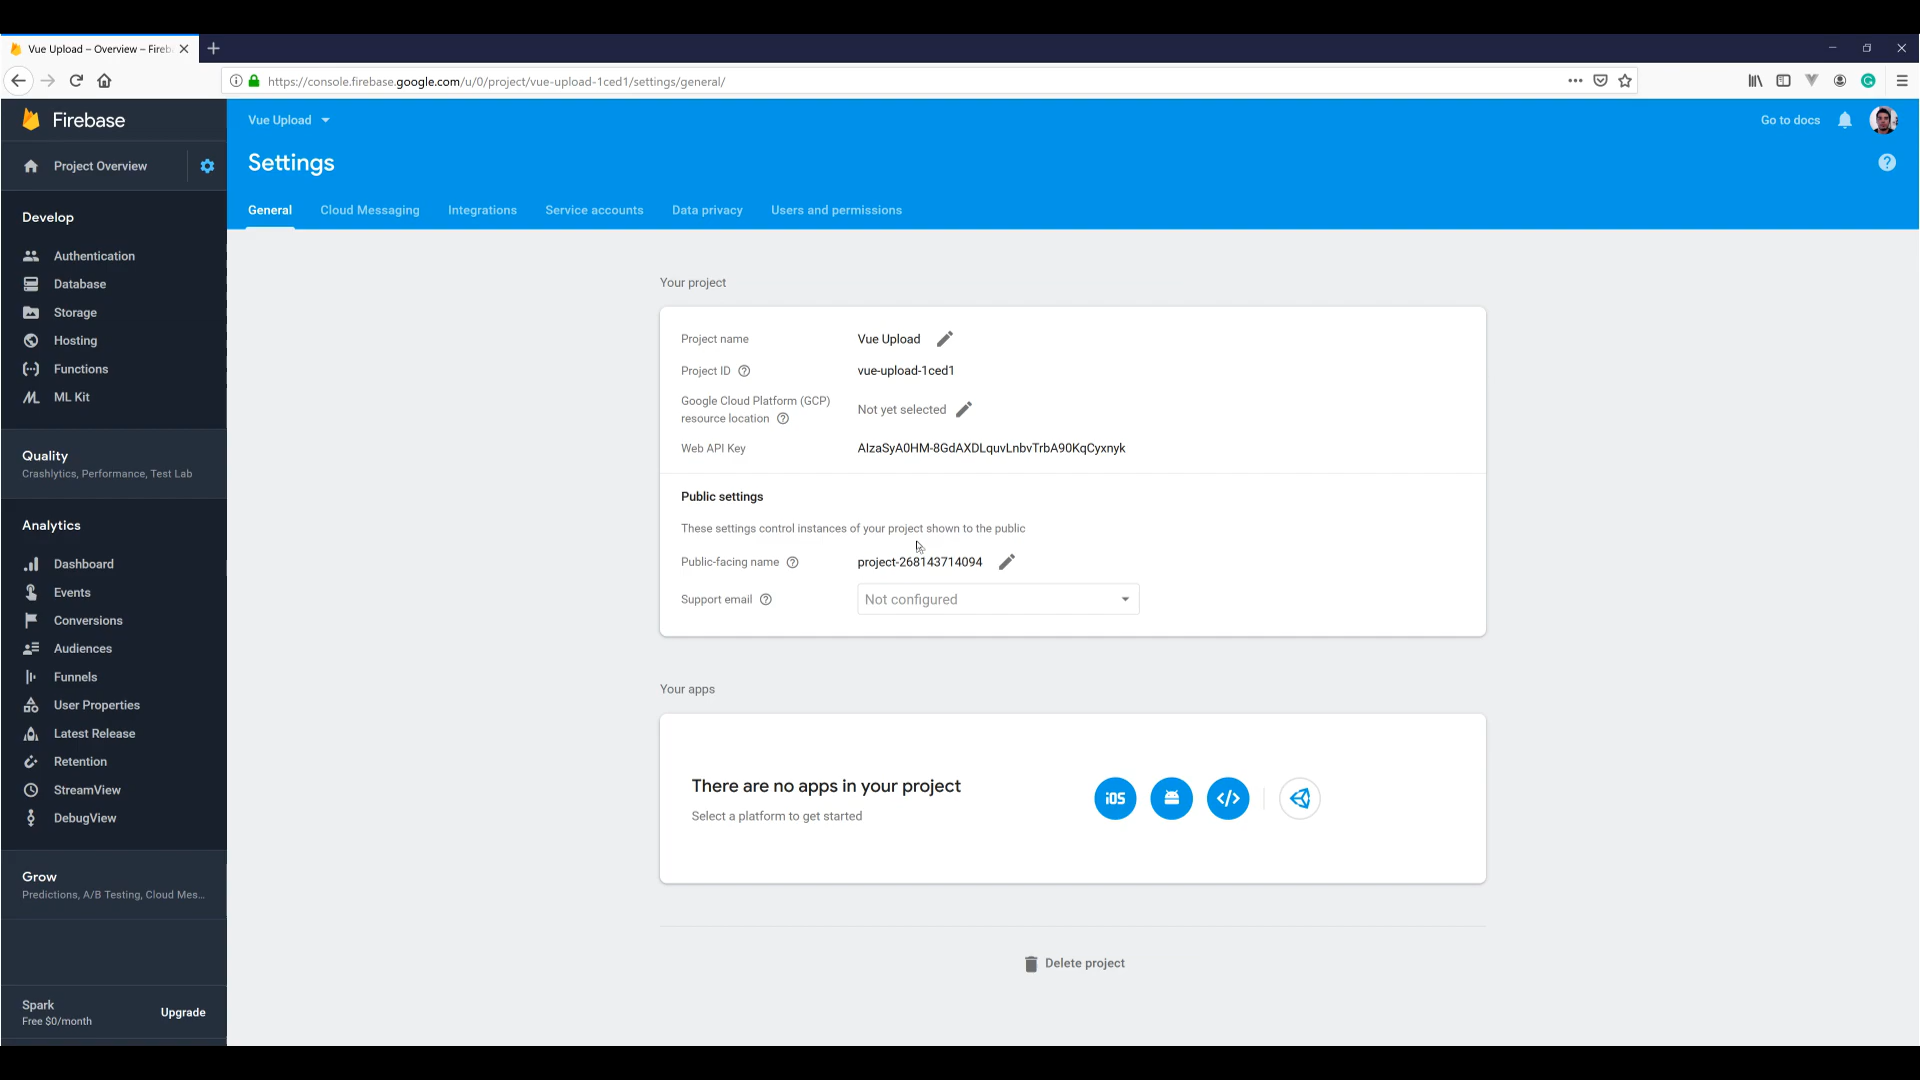 Vue Upload – Overview – Fireb
https://console.firebase.google.com/u/0/project/vue-upload-1ced1/settings/general/
Firebase
Vue Upload
Go to docs
Project Overview
Settings
General
Cloud Messaging
Integrations
Service accounts
Data privacy
Users and permissions
Develop
Authentication
Database
Storage
Hosting
Functions
ML Kit
Quality
Crashlytics, Performance, Test Lab
Analytics
Dashboard
Events
Conversions
Audiences
Funnels
User Properties
Latest Release
Retention
StreamView
DebugView
Grow
Predictions, A/B Testing, Cloud Mes...
Spark
Free $0/month
Upgrade
Your project
Project name
Vue Upload
Project ID
vue-upload-1ced1
Google Cloud Platform (GCP)
resource location
Not yet selected
Web API Key
AIzaSyA0HM-8GdAXDLquvLnbvTrbA90KqCyxnyk
Public settings
These settings control instances of your project shown to the public
Public-facing name
project-268143714094
Support email
Not configured
Your apps
There are no apps in your project
Select a platform to get started
iOS
Delete project